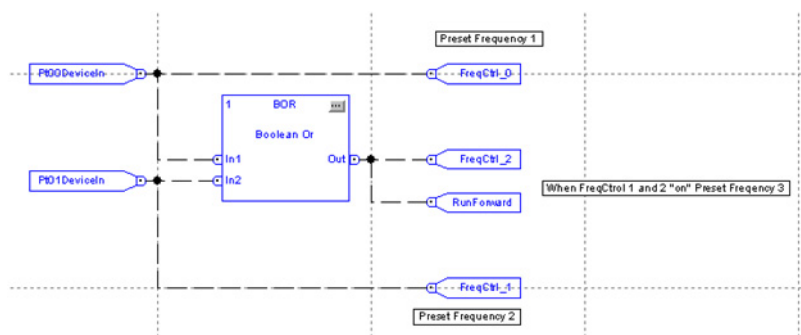 Preset Frequency 1
Pt00DeviceIn
FreqCtrl_0
1 BOR ...
Boolean Or
In1
Out
FreqCtrl_2
Pt01DeviceIn
In2
When FreqCtrol 1 and 2 "on" Preset Freqency 3
RunForward
FreqCtrl_1
Preset Frequency 2